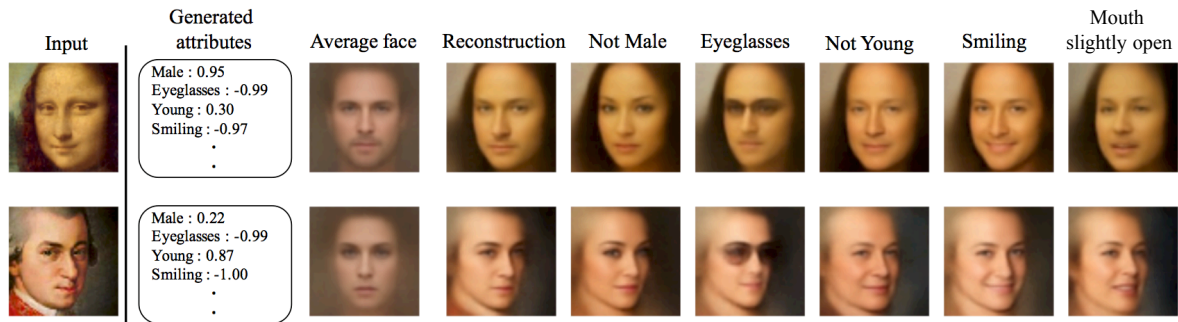 Input
Generated
attributes
Average face
Reconstruction
Not Male
Eyeglasses
Not Young
Smiling
Mouth
slightly open
Male : 0.95
Eyeglasses : -0.99
Young : 0.30
Smiling : -0.97
.
.
Male : 0.22
Eyeglasses : -0.99
Young : 0.87
Smiling : -1.00
.
.